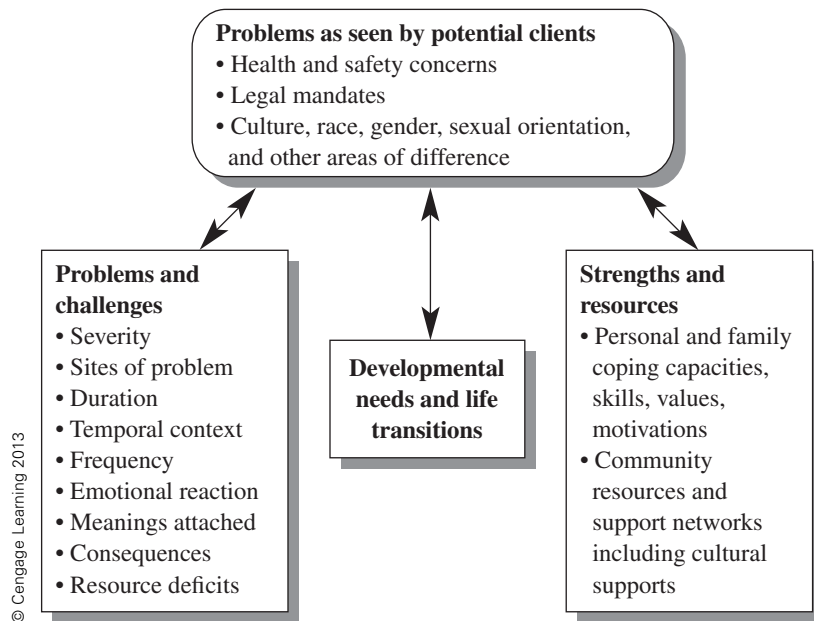 Problems as seen by potential clients
• Health and safety concerns
• Legal mandates
• Culture, race, gender, sexual orientation,
and other areas of difference
Problems and
challenges
• Severity
• Sites of problem
• Duration
• Temporal context
• Frequency
• Emotional reaction
• Meanings attached
• Consequences
• Resource deficits
Developmental
needs and life
transitions
Strengths and
resources
• Personal and family
coping capacities,
skills, values,
motivations
• Community
resources and
support networks
including cultural
supports
© Cengage Learning 2013